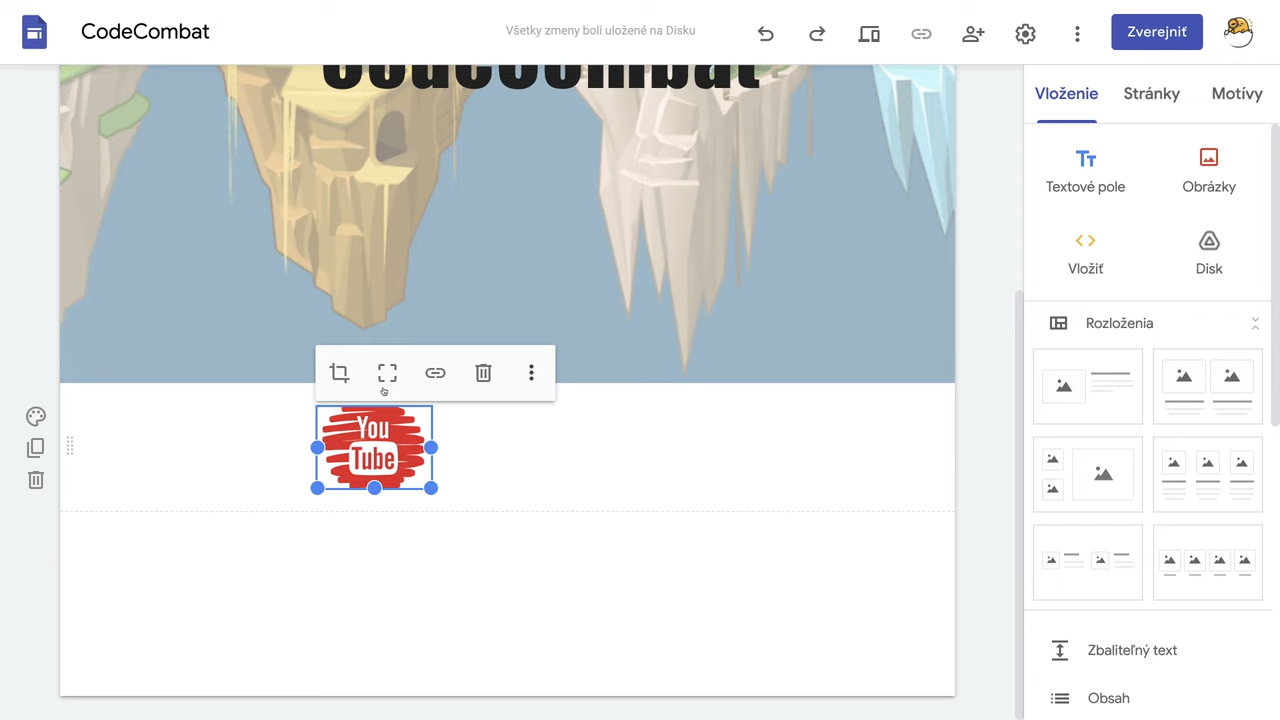 CodeCombat
Všetky zmeny boli uložené na Disku
Zverejniť
CodeCombat
Vloženie
Stránky
Motívy
Textové pole
Obrázky
Vložiť
Disk
Rozloženia
You
Tube
Zbaliteľný text
Obsah